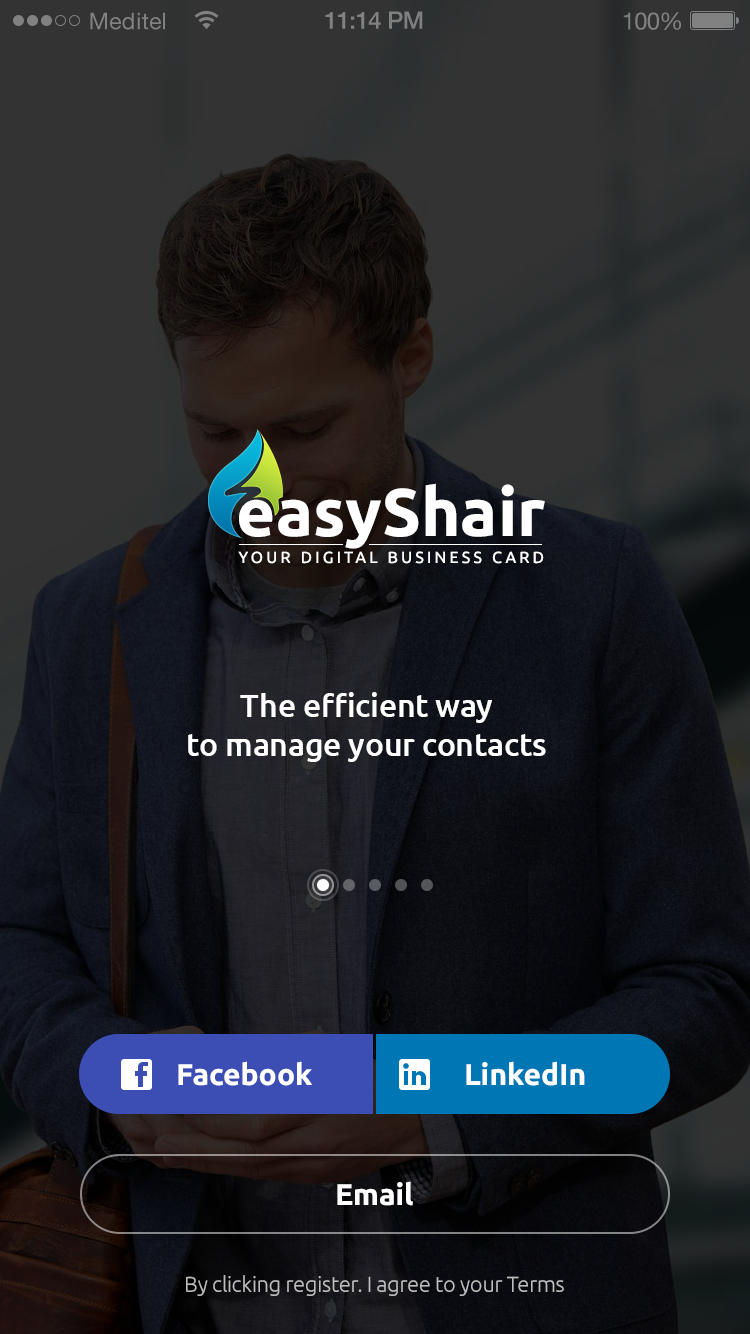 Meditel 11:14 PM 100%
easyShair
YOUR DIGITAL BUSINESS CARD
The efficient way
to manage your contacts
Facebook LinkedIn
Email
By clicking register. I agree to your Terms